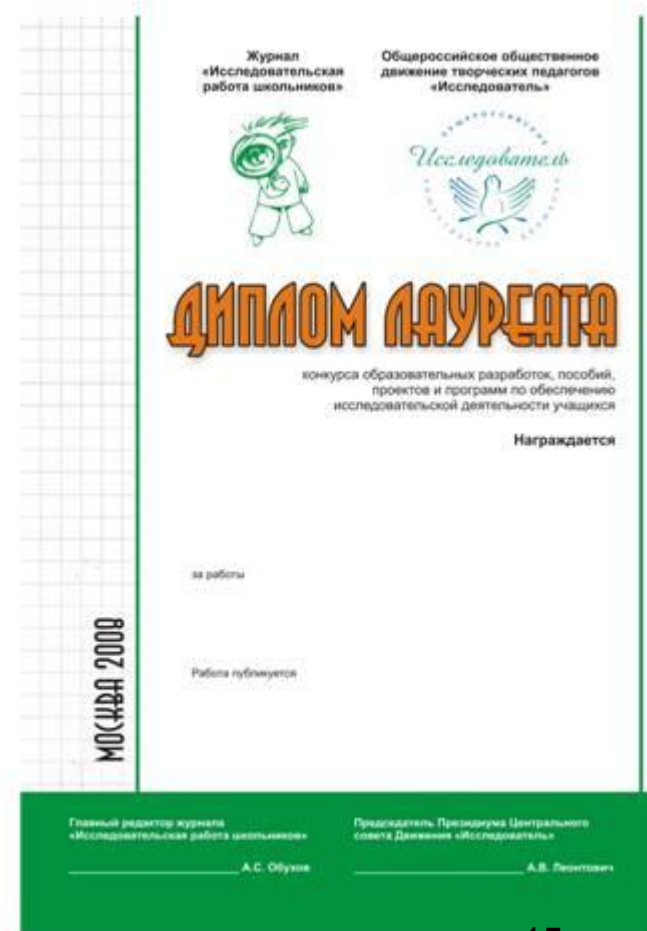 Журнал
«Исследовательская
работа школьников»
Общероссийское общественное
движение творческих педагогов
«Исследователь»
Исследователь
ДИПЛОМ ЛАУРЕАТА
конкурса образовательных разработок, пособий,
проектов и программ по обеспечению
исследовательской деятельности учащихся
Награждается
за работы
Работа публикуется
МОСКВА 2008
Главный редактор журнала
«Исследовательская работа школьников»
А.С. Обухов
Председатель Президиума Центрального
совета Движения «Исследователь»
А.В. Леонтович